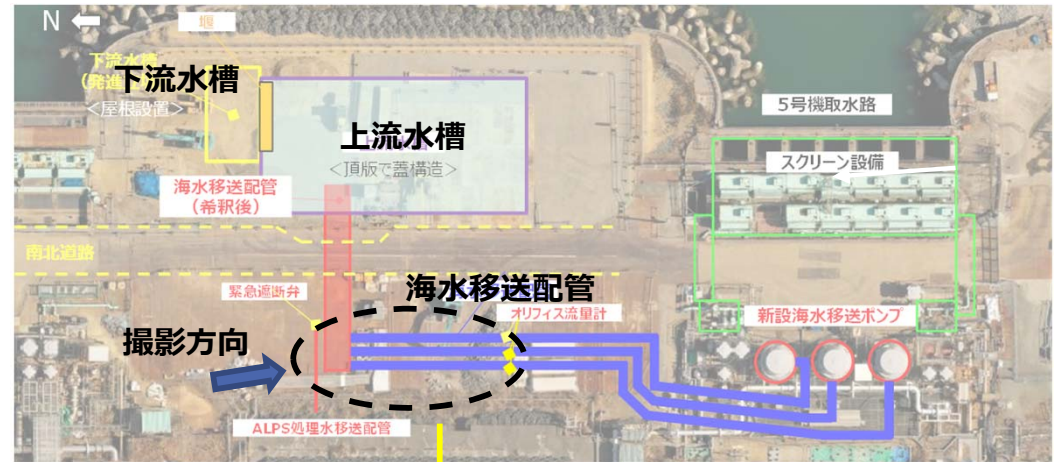 N
堰
下流水槽
下流水槽
<屋根設置>
上流水槽
<頂版で蓋構造>
5号機取水路
スクリーン設備
海水移送配管
(希釈後)
南北道路
緊急遮断弁
海水移送配管
オリフィス流量計
新設海水移送ポンプ
撮影方向
ALPS処理水移送配管